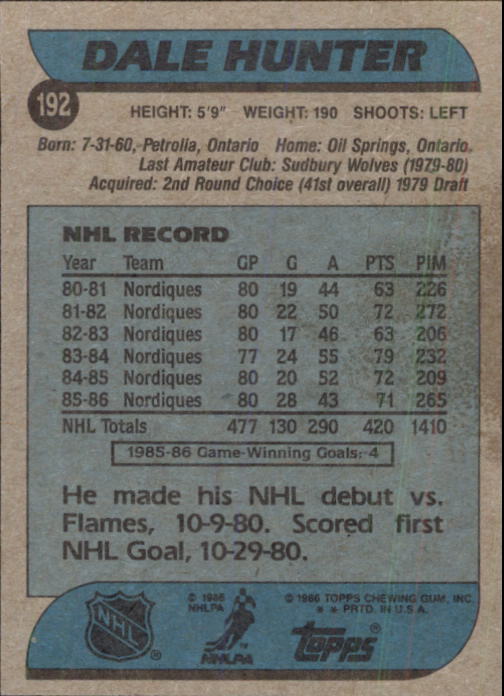 DALE HUNTER
192
HEIGHT: 5'9" WEIGHT: 190 SHOOTS: LEFT
Born: 7-31-60, Petrolia, Ontario Home: Oil Springs, Ontario
Last Amateur Club: Sudbury Wolves (1979-80)
Acquired: 2nd Round Choice (41st overall) 1979 Draft
NHL RECORD
Year Team GP G A PTS PIM
80-81 Nordiques 80 19 44 63 226
81-82 Nordiques 80 22 50 72 272
82-83 Nordiques 80 17 46 63 206
83-84 Nordiques 77 24 55 79 232
84-85 Nordiques 80 20 52 72 209
85-86 Nordiques 80 28 43 71 265
NHL Totals 477 130 290 420 1410
1985-86 Game-Winning Goals: 4
He made his NHL debut vs.
Flames, 10-9-80. Scored first
NHL Goal, 10-29-80.
NHL ®
© 1986
NHLPA
™
NHLPA
© 1986 TOPPS CHEWING GUM, INC.
* * PRTD. IN U.S.A.
topps ®